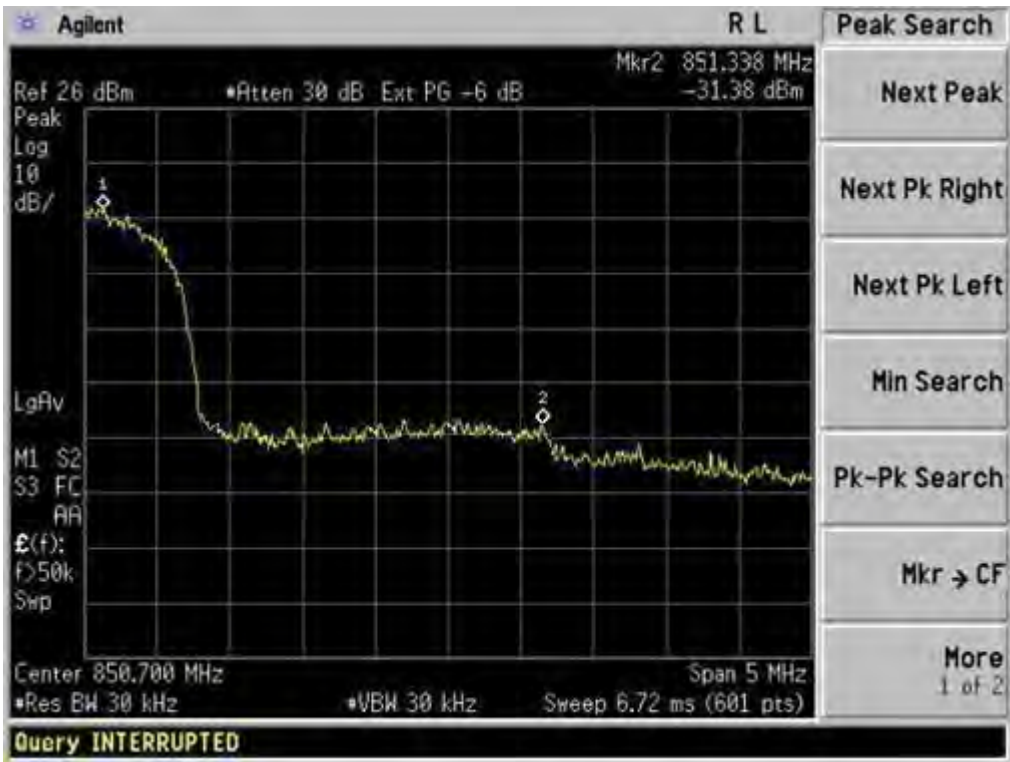 Agilent
R L
Peak Search
Mkr2 851.338 MHz
Ref 26 dBm *Atten 30 dB Ext PG -6 dB -31.38 dBm
Peak
Log
10
dB/
1
2
LgAv
M1 S2
S3 FC
AA
£(f):
f>50k
Swp
Center 850.700 MHz Span 5 MHz
*Res BW 30 kHz *VBW 30 kHz Sweep 6.72 ms (601 pts)
Query INTERRUPTED
Next Peak
Next Pk Right
Next Pk Left
Min Search
Pk-Pk Search
Mkr → CF
More
1 of 2